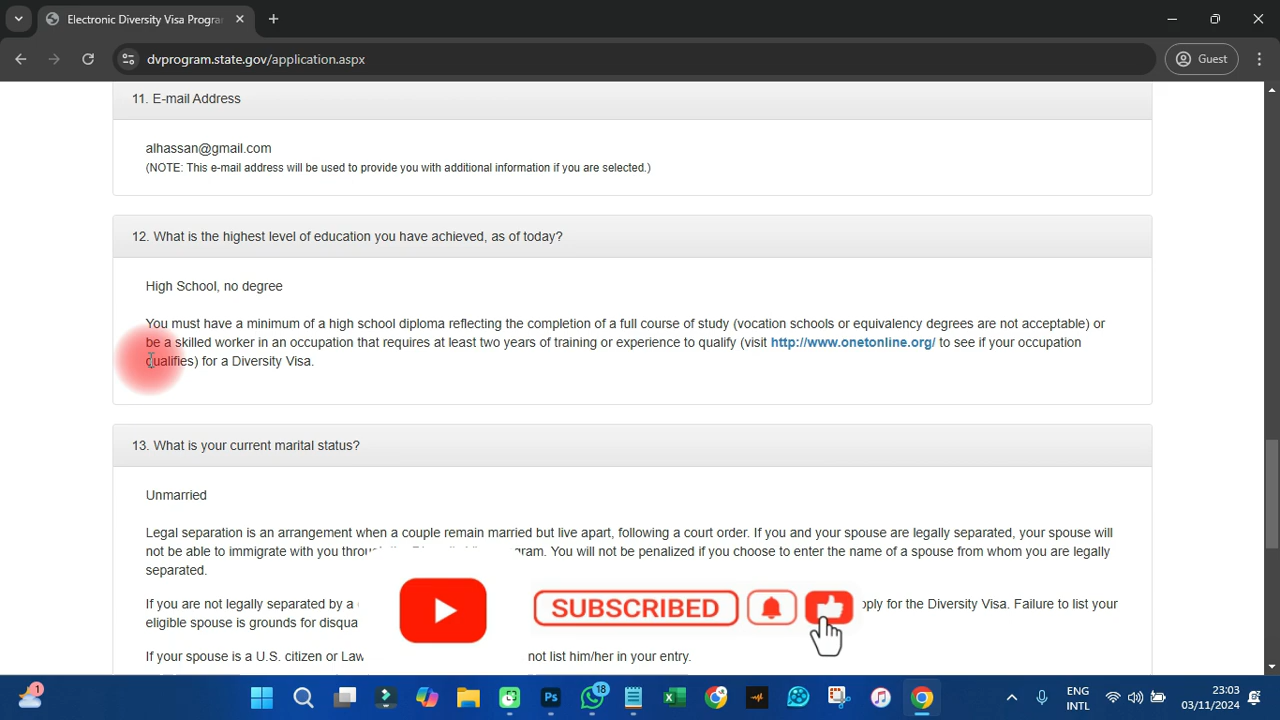 Electronic Diversity Visa Progra
dvprogram.state.gov/application.aspx
Guest
11. E-mail Address
alhassan@gmail.com
(NOTE: This e-mail address will be used to provide you with additional information if you are selected.)
12. What is the highest level of education you have achieved, as of today?
High School, no degree
You must have a minimum of a high school diploma reflecting the completion of a full course of study (vocation schools or equivalency degrees are not acceptable) or
be a skilled worker in an occupation that requires at least two years of training or experience to qualify (visit http://www.onetonline.org/ to see if your occupation
qualifies) for a Diversity Visa.
13. What is your current marital status?
Unmarried
Legal separation is an arrangement when a couple remain married but live apart, following a court order. If you and your spouse are legally separated, your spouse will
not be able to immigrate with you through the Diversity Visa Program. You will not be penalized if you choose to enter the name of a spouse from whom you are legally
separated.
If you are not legally separated by a pply for the Diversity Visa. Failure to list your
eligible spouse is grounds for disqua
If your spouse is a U.S. citizen or Law not list him/her in your entry.
SUBSCRIBED
1
Ps
18
ENG
INTL
23:03
03/11/2024